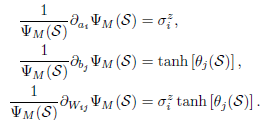 \frac{1}{\Psi_M(\mathcal{S})} \partial_{a_i} \Psi_M(\mathcal{S}) = \sigma_i^z,
\frac{1}{\Psi_M(\mathcal{S})} \partial_{b_j} \Psi_M(\mathcal{S}) = \tanh[\theta_j(\mathcal{S})],
\frac{1}{\Psi_M(\mathcal{S})} \partial_{W_{ij}} \Psi_M(\mathcal{S}) = \sigma_i^z \tanh[\theta_j(\mathcal{S})].